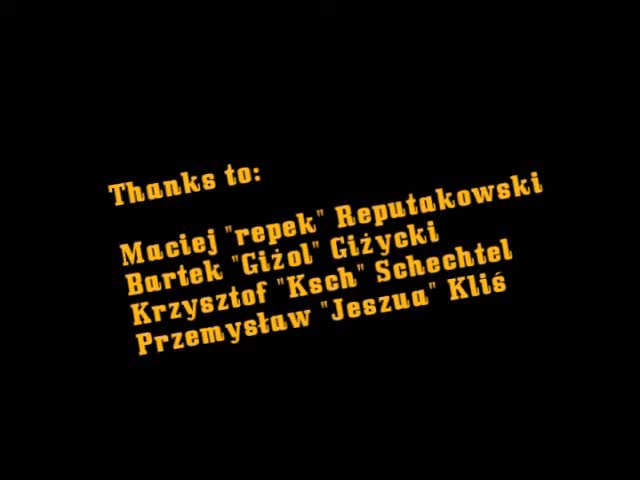 Thanks to:
Maciej "repek" Reputakowski
Bartek "Giżol" Giżycki
Krzysztof "Ksch" Schechtel
Przemysław "Jeszua" Kliś